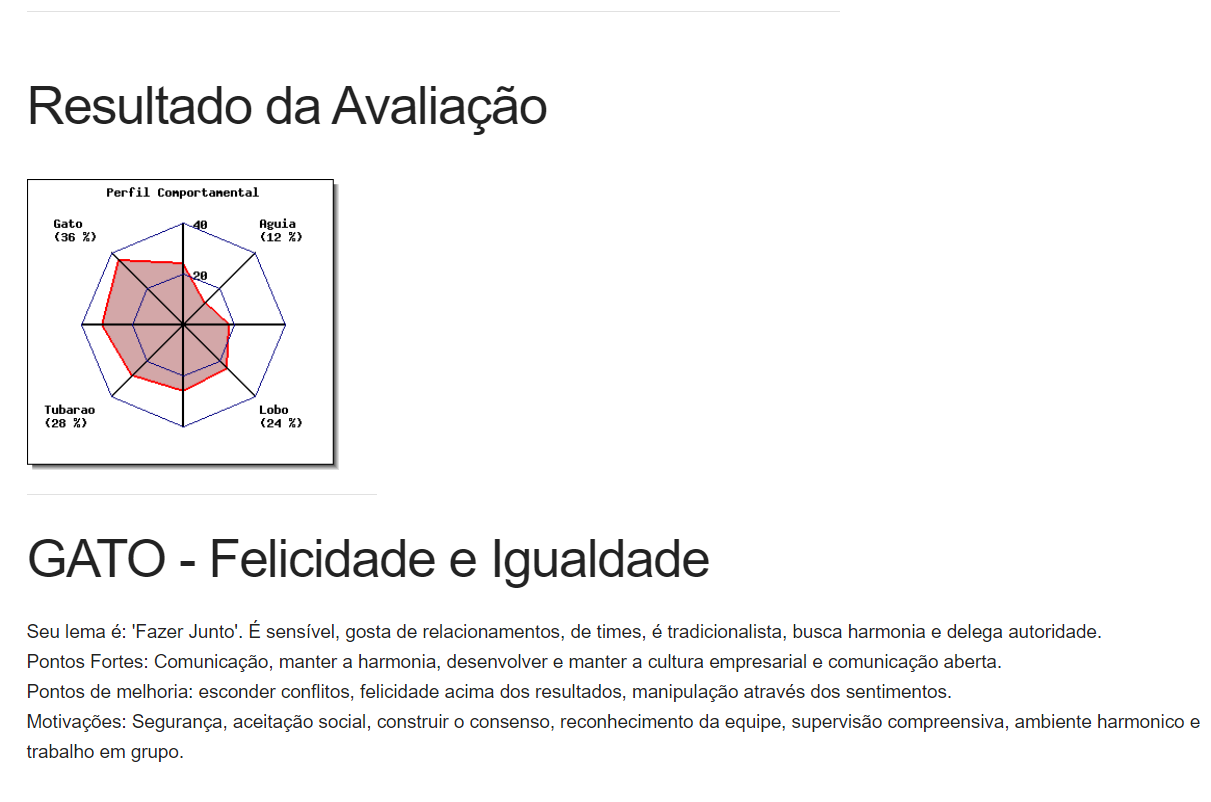 Resultado da Avaliação
Perfil Comportamental
Gato
(36 %)
40
Aguia
(12 %)
20
Tubarao
(28 %)
Lobo
(24 %)
GATO - Felicidade e Igualdade
Seu lema é: 'Fazer Junto'. É sensível, gosta de relacionamentos, de times, é tradicionalista, busca harmonia e delega autoridade.
Pontos Fortes: Comunicação, manter a harmonia, desenvolver e manter a cultura empresarial e comunicação aberta.
Pontos de melhoria: esconder conflitos, felicidade acima dos resultados, manipulação através dos sentimentos.
Motivações: Segurança, aceitação social, construir o consenso, reconhecimento da equipe, supervisão compreensiva, ambiente harmonico e
trabalho em grupo.